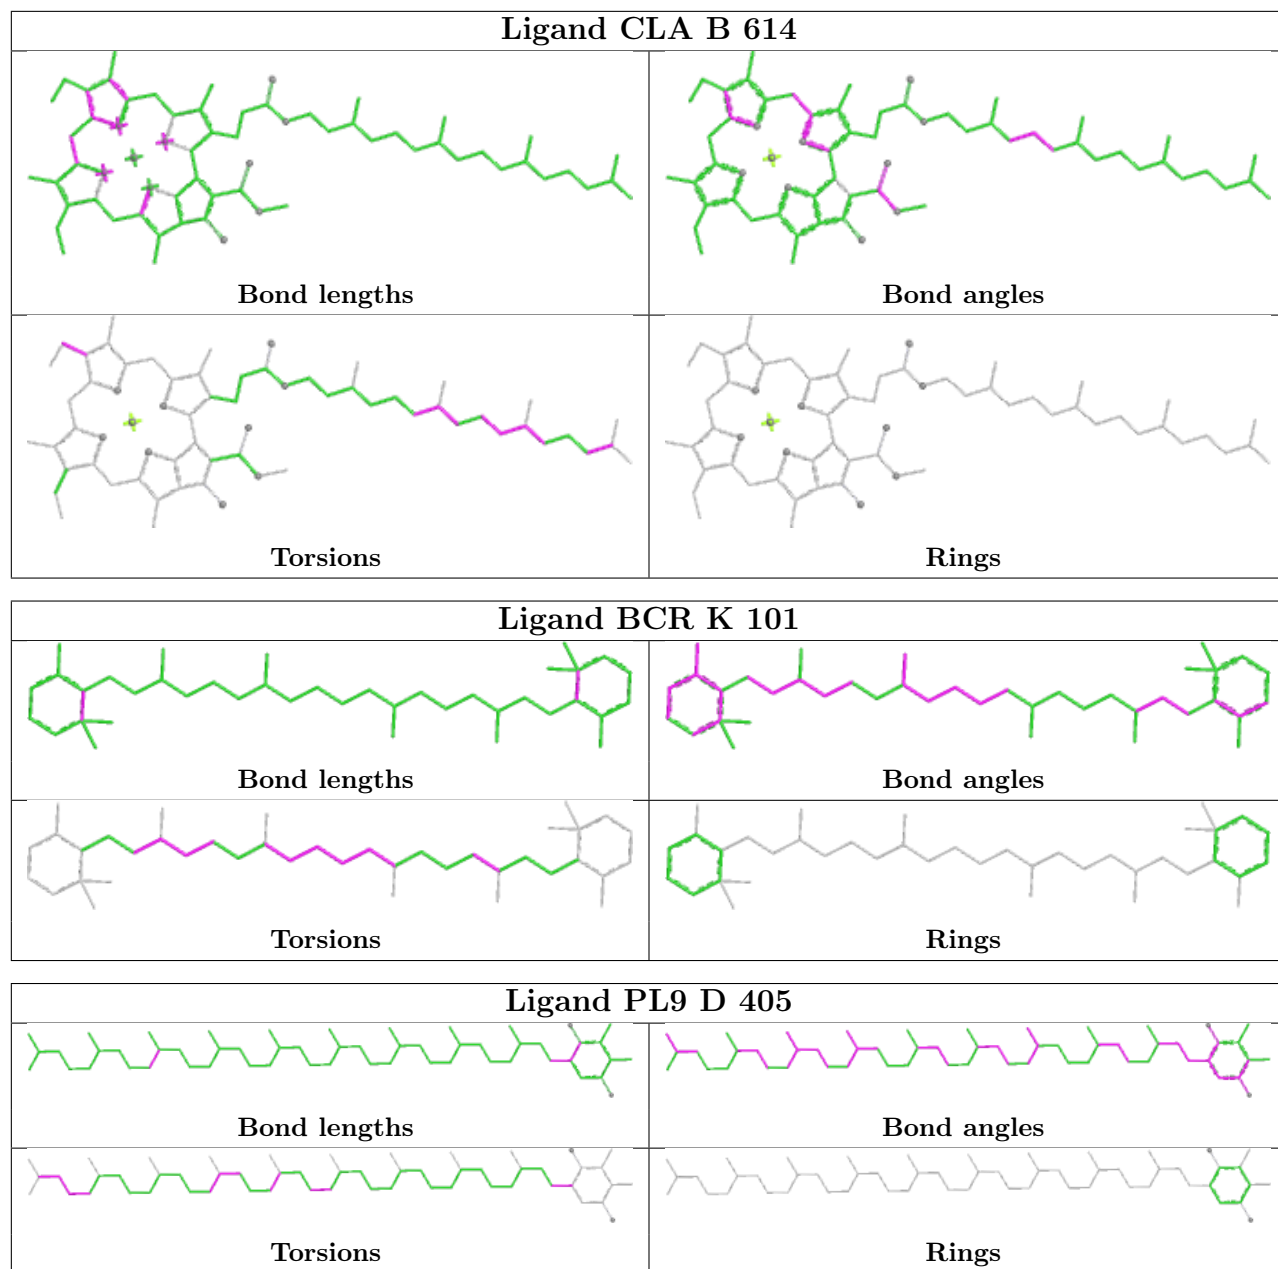 Ligand CLA B 614
Bond lengths
Bond angles
Torsions
Rings
Ligand BCR K 101
Bond lengths
Bond angles
Torsions
Rings
Ligand PL9 D 405
Bond lengths
Bond angles
Torsions
Rings